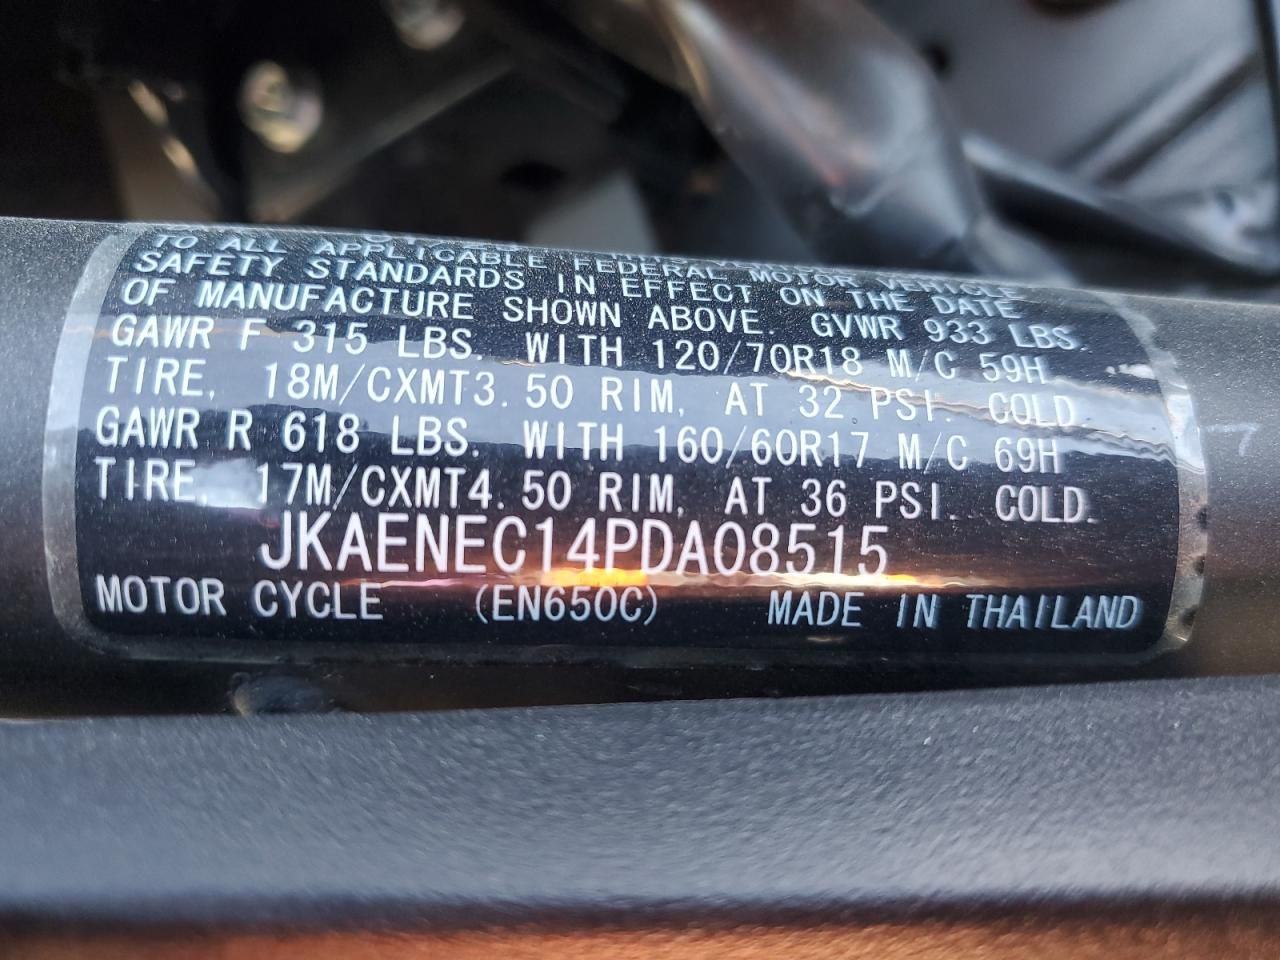 TO ALL APPLICABLE FEDERAL MOTOR VEHICLE
SAFETY STANDARDS IN EFFECT ON THE DATE
OF MANUFACTURE SHOWN ABOVE. GVWR 933 LBS.
GAWR F 315 LBS. WITH 120/70R18 M/C 59H
TIRE, 18M/CXMT3.50 RIM, AT 32 PSI. COLD
GAWR R 618 LBS. WITH 160/60R17 M/C 69H
TIRE, 17M/CXMT4.50 RIM, AT 36 PSI. COLD.
JKAENEC14PDA08515
MOTOR CYCLE (EN650C) MADE IN THAILAND